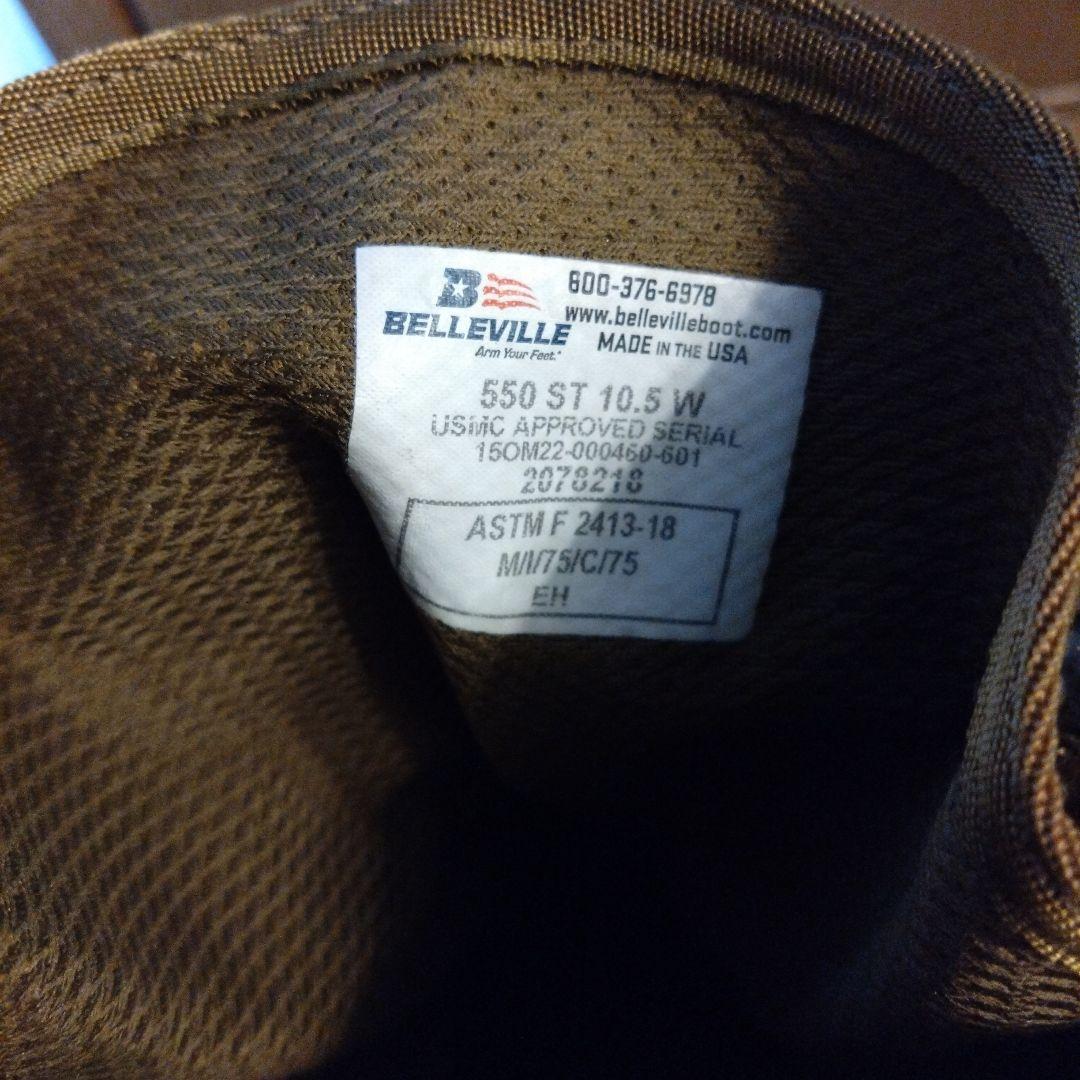 B
BELLEVILLE
Arm Your Feet.®
800-376-6978
www.bellevilleboot.com
MADE IN THE USA
550 ST 10.5 W
USMC APPROVED SERIAL
15OM22-000460-601
2078218
ASTM F 2413-18
M/I/75/C/75
EH